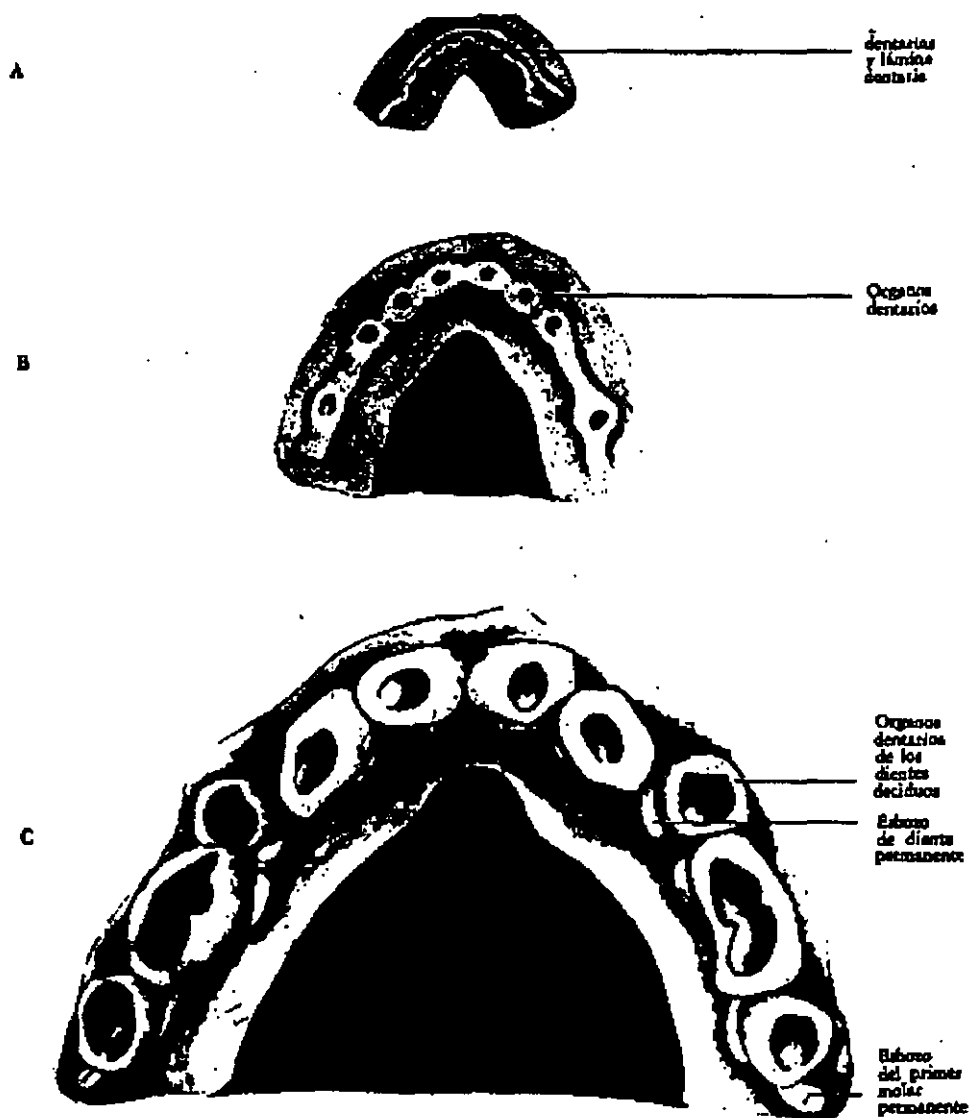 A
dentarias
y lámina
dentaria
B
Organos
dentarios
C
Organos
dentarios
de los
dientes
deciduos
Esbozo
de diente
permanente
Esbozo
del primer
molar
permanente